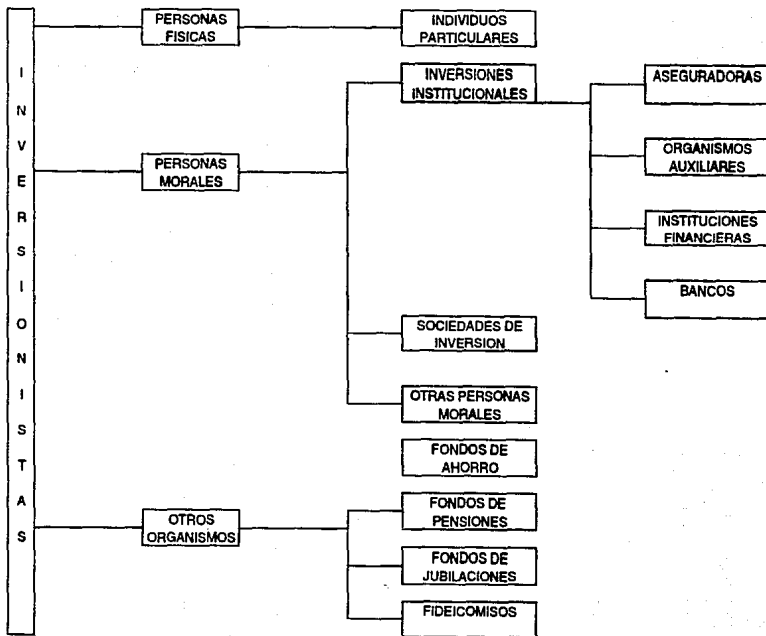 INVERSIONISTAS
PERSONAS
FISICAS
INDIVIDUOS
PARTICULARES
PERSONAS
MORALES
INVERSIONES
INSTITUCIONALES
ASEGURADORAS
ORGANISMOS
AUXILIARES
INSTITUCIONES
FINANCIERAS
BANCOS
SOCIEDADES DE
INVERSION
OTRAS PERSONAS
MORALES
OTROS
ORGANISMOS
FONDOS DE
AHORRO
FONDOS DE
PENSIONES
FONDOS DE
JUBILACIONES
FIDEICOMISOS